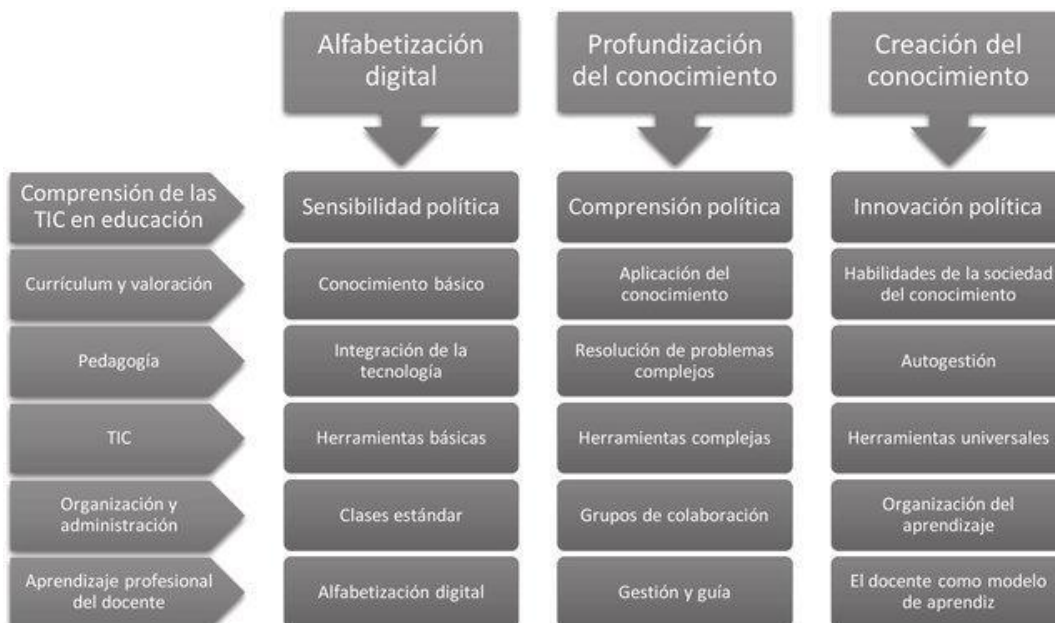 Alfabetización
digital
Profundización
del conocimiento
Creación del
conocimiento
Comprensión de las
TIC en educación
Sensibilidad política
Comprensión política
Innovación política
Currículum y valoración
Conocimiento básico
Aplicación del
conocimiento
Habilidades de la sociedad
del conocimiento
Pedagogía
Integración de la
tecnología
Resolución de problemas
complejos
Autogestión
TIC
Herramientas básicas
Herramientas complejas
Herramientas universales
Organización y
administración
Clases estándar
Grupos de colaboración
Organización del
aprendizaje
Aprendizaje profesional
del docente
Alfabetización digital
Gestión y guía
El docente como modelo
de aprendiz